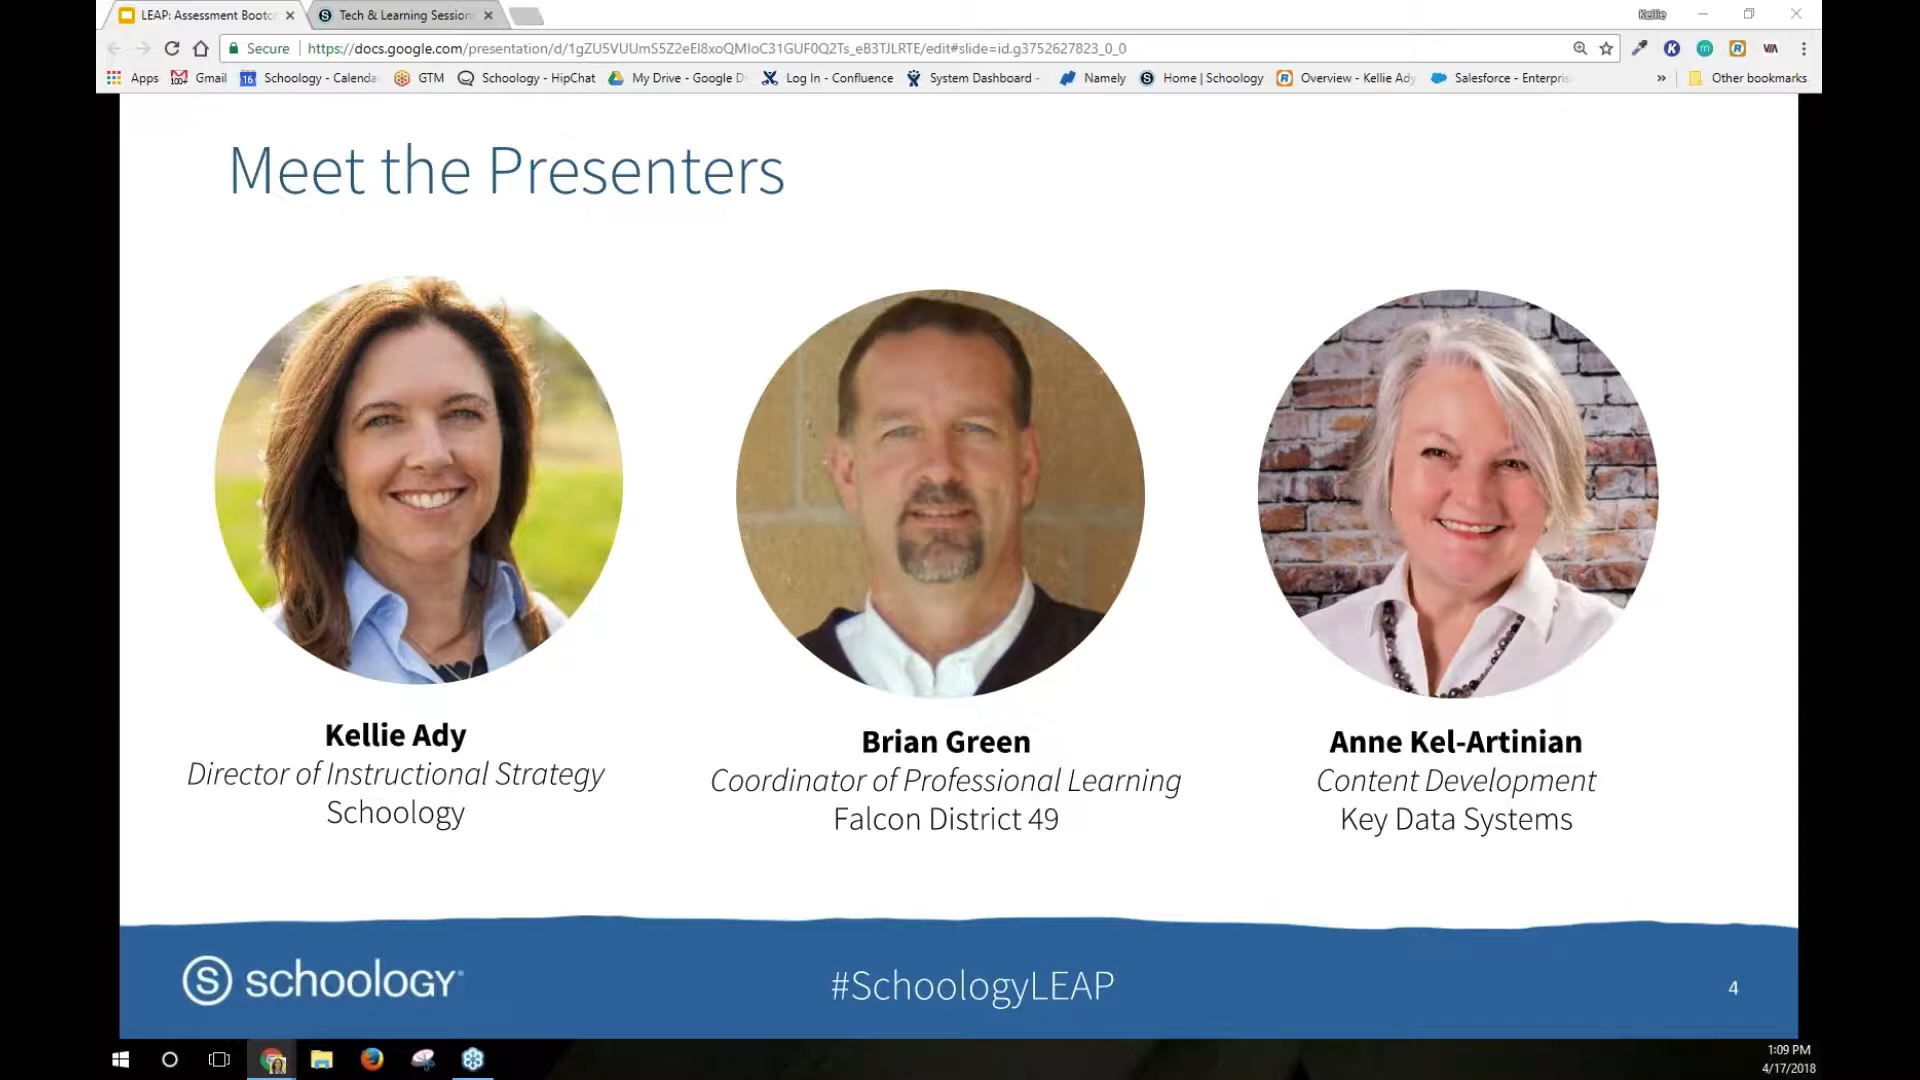 LEAP: Assessment Bootc
Tech & Learning Session
Kellie
Secure
https://docs.google.com/presentation/d/1gZU5VUUmS5Z2eEI8xoQMIoC31GUF0Q2Ts_eB3TJLRTE/edit#slide=id.g3752627823_0_0
Apps
Gmail
Schoology - Calenda
GTM
Schoology - HipChat
My Drive - Google D
Log In - Confluence
System Dashboard -
Namely
Home | Schoology
Overview - Kellie Ady
Salesforce - Enterpris
»
Other bookmarks
Meet the Presenters
Kellie Ady
Director of Instructional Strategy
Schoology
Brian Green
Coordinator of Professional Learning
Falcon District 49
Anne Kel-Artinian
Content Development
Key Data Systems
S schoology
#SchoologyLEAP
4
1:09 PM
4/17/2018